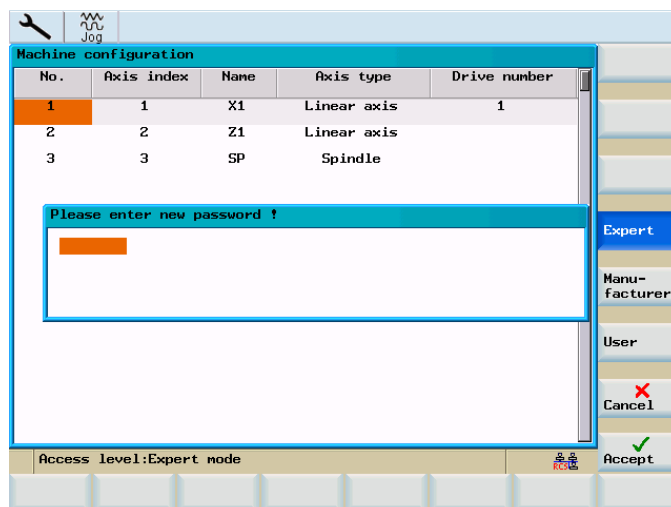 Jog
Machine configuration
No. Axis index Name Axis type Drive number
1 1 X1 Linear axis 1
2 2 Z1 Linear axis
3 3 SP Spindle
Please enter new password !
Expert
Manu-
facturer
User
Cancel
Accept
Access level:Expert mode
RCS